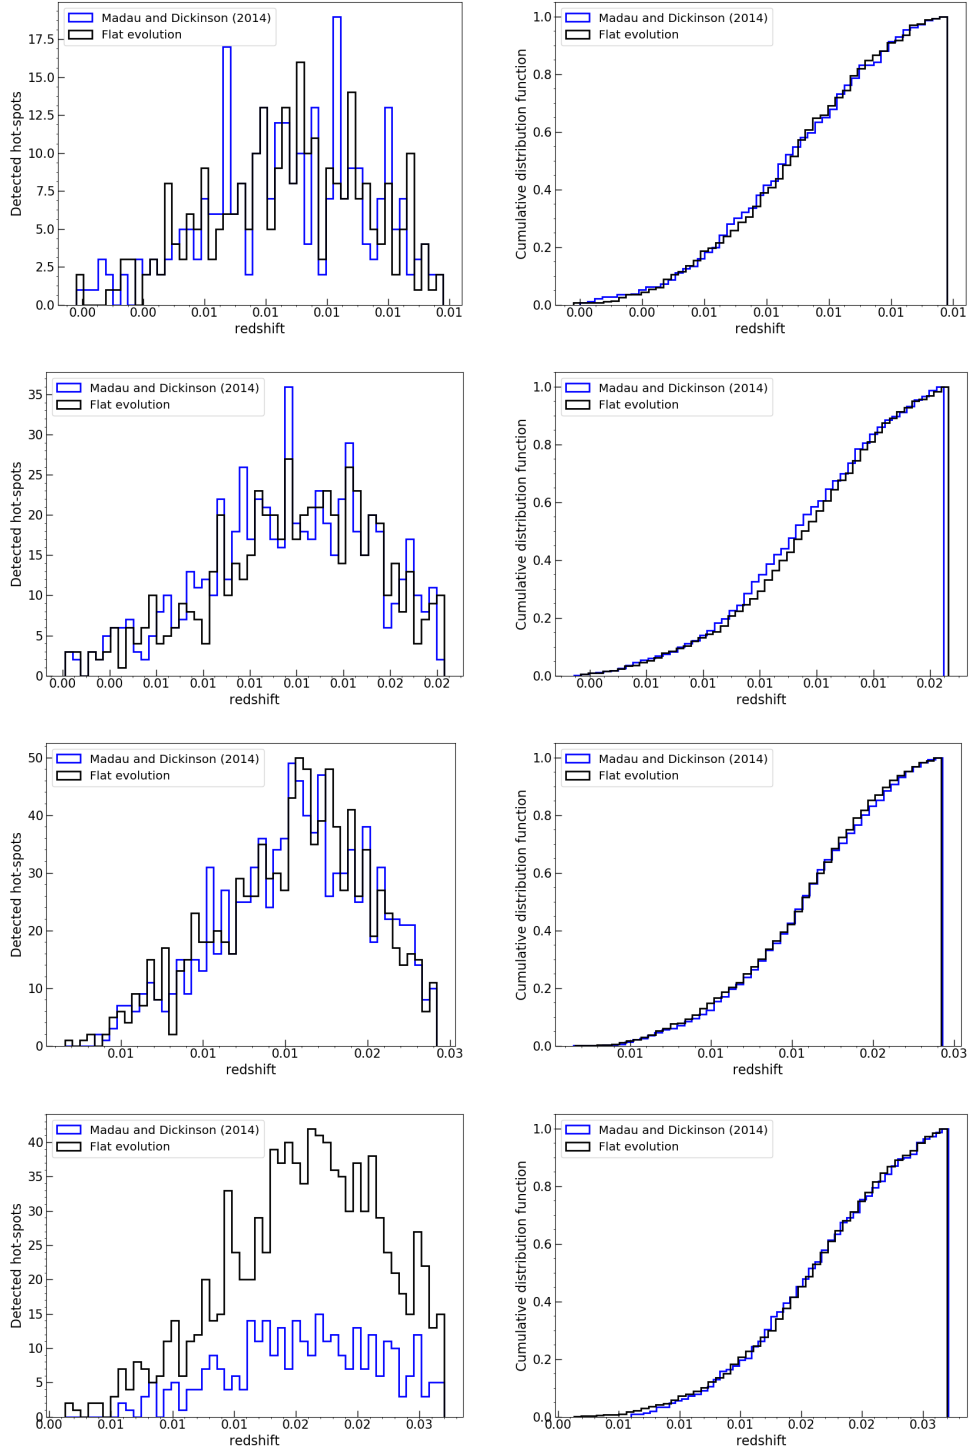 Madau and Dickinson (2014)
Flat evolution
17.5
15.0
12.5
10.0
7.5
5.0
2.5
0.0
Detected hot-spots
0.00 0.00 0.01 0.01 0.01 0.01 0.01
redshift
Madau and Dickinson (2014)
Flat evolution
1.0
0.8
0.6
0.4
0.2
0.0
Cumulative distribution function
0.00 0.00 0.01 0.01 0.01 0.01 0.01
redshift
Madau and Dickinson (2014)
Flat evolution
35
30
25
20
15
10
5
0
Detected hot-spots
0.00 0.00 0.01 0.01 0.01 0.01 0.01 0.02 0.02
redshift
Madau and Dickinson (2014)
Flat evolution
1.0
0.8
0.6
0.4
0.2
0.0
Cumulative distribution function
0.00 0.01 0.01 0.01 0.01 0.01 0.02
redshift
Madau and Dickinson (2014)
Flat evolution
50
40
30
20
10
0
Detected hot-spots
0.01 0.01 0.01 0.02 0.03
redshift
Madau and Dickinson (2014)
Flat evolution
1.0
0.8
0.6
0.4
0.2
0.0
Cumulative distribution function
0.01 0.01 0.01 0.02 0.03
redshift
Madau and Dickinson (2014)
Flat evolution
40
35
30
25
20
15
10
5
0
Detected hot-spots
0.00 0.01 0.01 0.01 0.02 0.02 0.03
redshift
Madau and Dickinson (2014)
Flat evolution
1.0
0.8
0.6
0.4
0.2
0.0
Cumulative distribution function
0.00 0.01 0.01 0.01 0.02 0.02 0.03
redshift